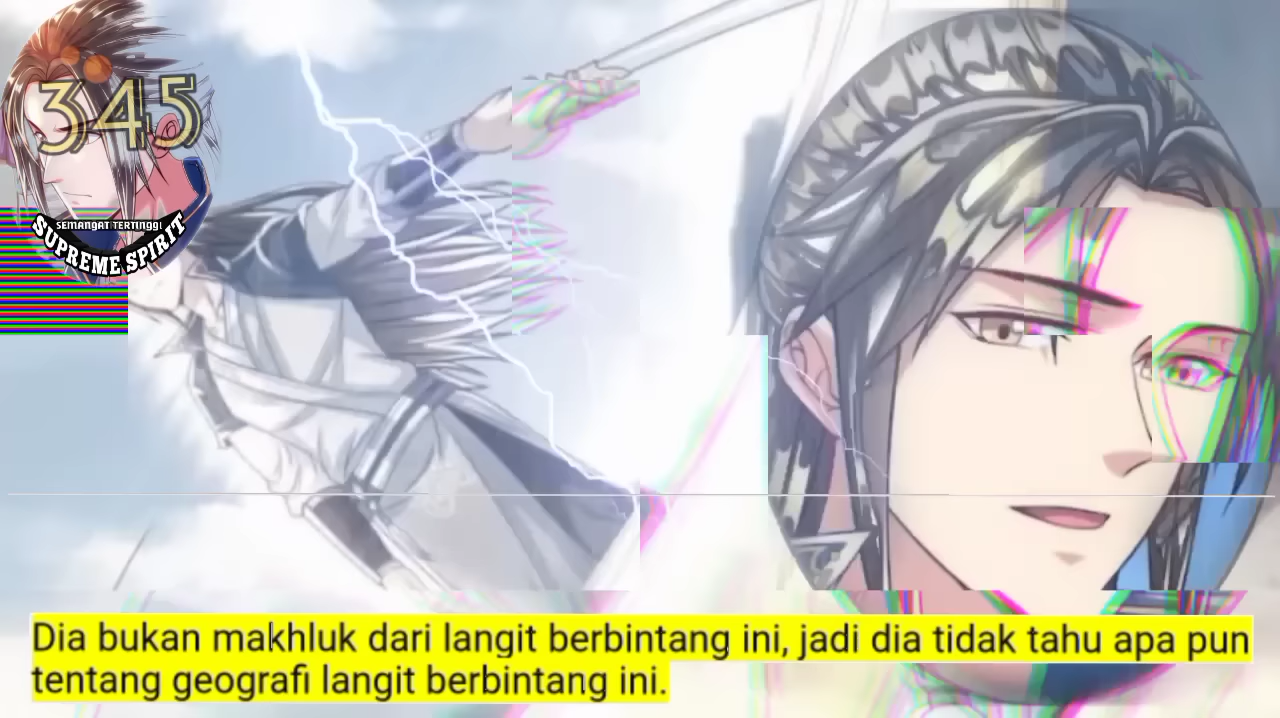 345
SEMANGAT TERTINGGI
SUPREME SPIRIT
Dia bukan makhluk dari langit berbintang ini, jadi dia tidak tahu apa pun
tentang geografi langit berbintang ini.